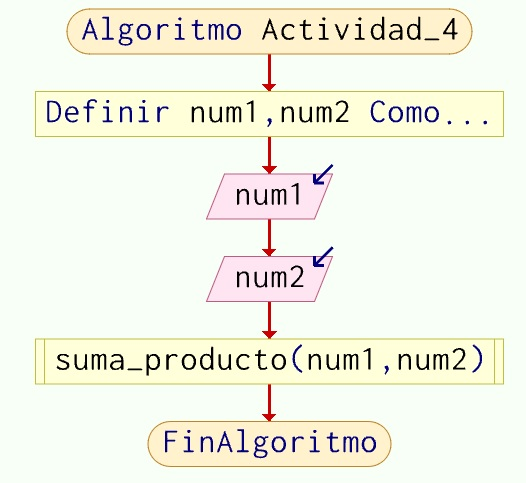 Algoritmo Actividad_4
Definir num1,num2 Como...
num1
num2
suma_producto(num1,num2)
FinAlgoritmo